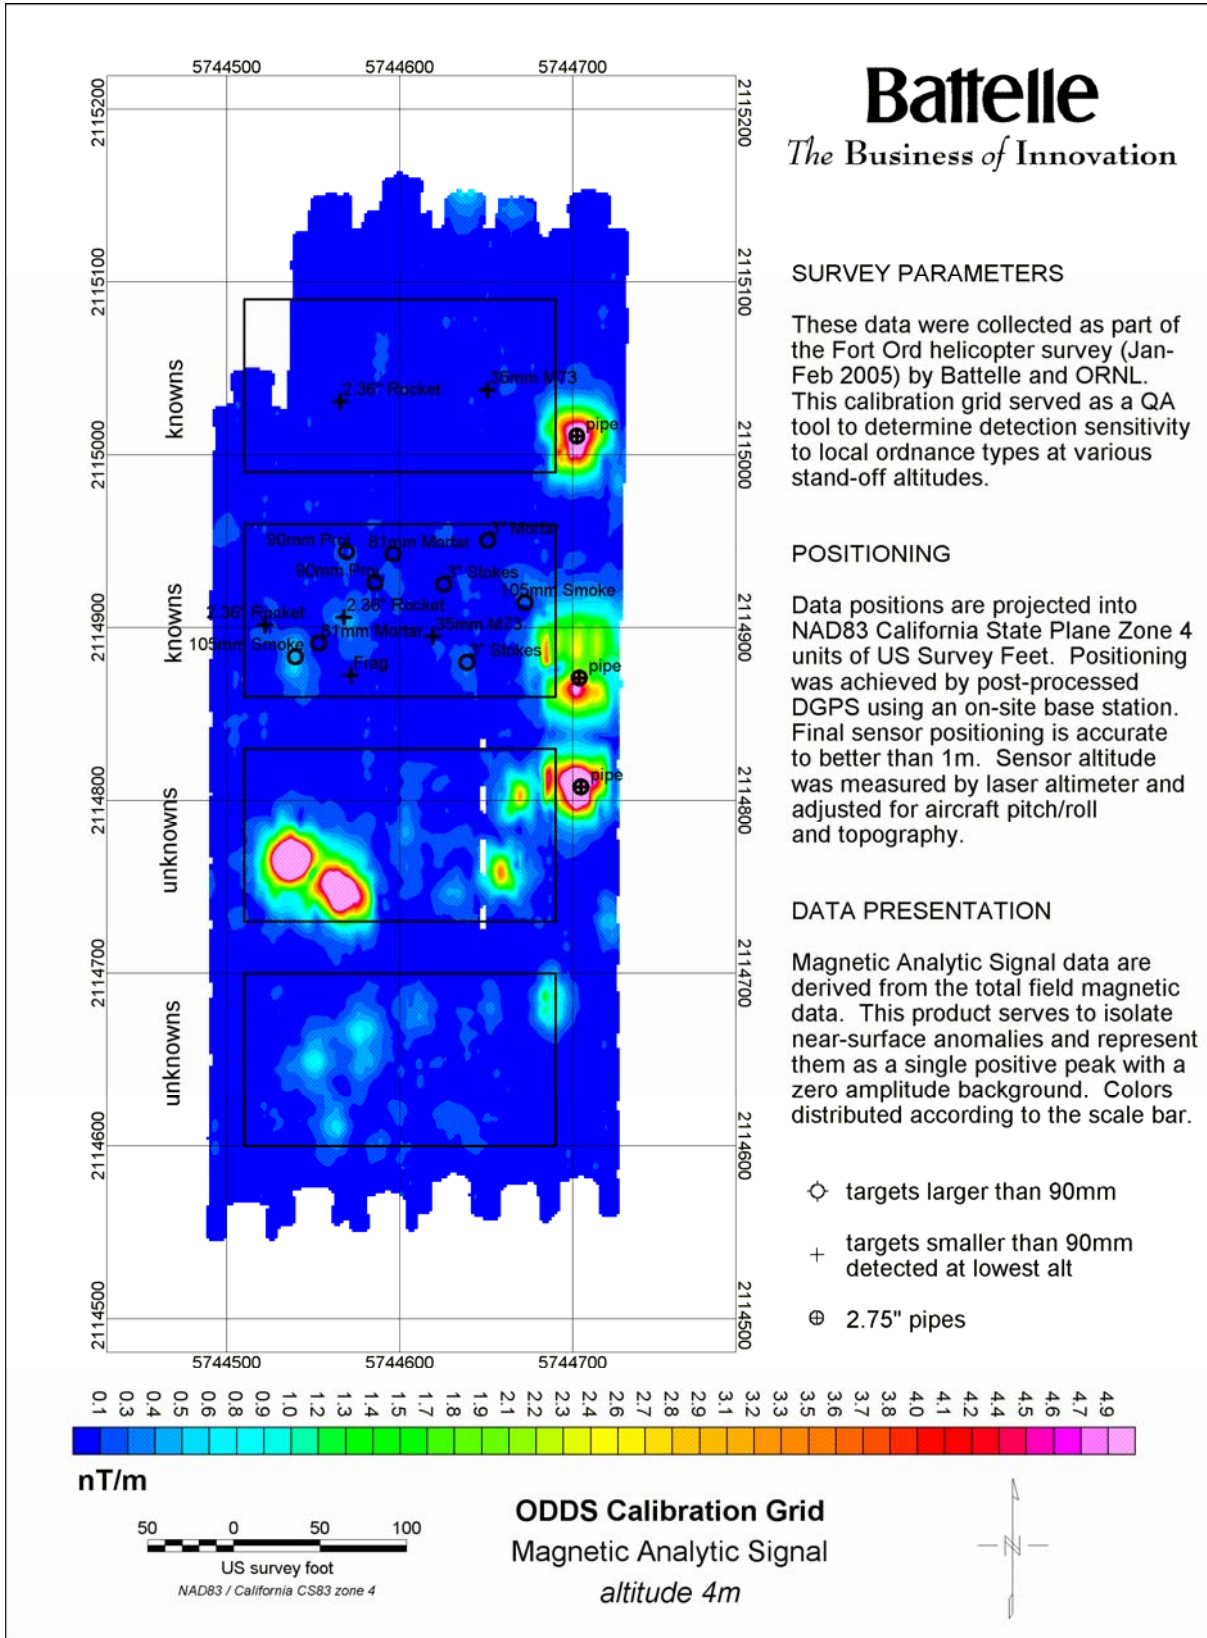 5744500 5744600 5744700
2115200 2115200
2115100 2115100
2115000 2115000
2114900 2114900
2114800 2114800
2114700 2114700
2114600 2114600
2114500 2114500
5744500 5744600 5744700
knowns
knowns
unknowns
unknowns
2.36" Rocket
35mm M73
pipe
90mm Proj
81mm Mortar
3" Mortar
90mm Proj
3" Stokes
105mm Smoke
2.36" Rocket
2.36" Rocket
81mm Mortar
35mm M73
105mm Smoke
3" Stokes
Frag
pipe
pipe
Battelle
The Business of Innovation
SURVEY PARAMETERS
These data were collected as part of
the Fort Ord helicopter survey (Jan-
Feb 2005) by Battelle and ORNL.
This calibration grid served as a QA
tool to determine detection sensitivity
to local ordnance types at various
stand-off altitudes.
POSITIONING
Data positions are projected into
NAD83 California State Plane Zone 4
units of US Survey Feet. Positioning
was achieved by post-processed
DGPS using an on-site base station.
Final sensor positioning is accurate
to better than 1m. Sensor altitude
was measured by laser altimeter and
adjusted for aircraft pitch/roll
and topography.
DATA PRESENTATION
Magnetic Analytic Signal data are
derived from the total field magnetic
data. This product serves to isolate
near-surface anomalies and represent
them as a single positive peak with a
zero amplitude background. Colors
distributed according to the scale bar.
targets larger than 90mm
targets smaller than 90mm
detected at lowest alt
2.75" pipes
0.1 0.3 0.4 0.5 0.6 0.8 0.9 1.0 1.1 1.3 1.4 1.5 1.6 1.8 1.9 2.1 2.2 2.3 2.4 2.6 2.7 2.8 2.9 3.1 3.2 3.3 3.5 3.6 3.7 3.8 4.0 4.1 4.2 4.4 4.5 4.6 4.7 4.9
nT/m
50 0 50 100
US survey foot
NAD83 / California CS83 zone 4
ODDS Calibration Grid
Magnetic Analytic Signal
altitude 4m
N